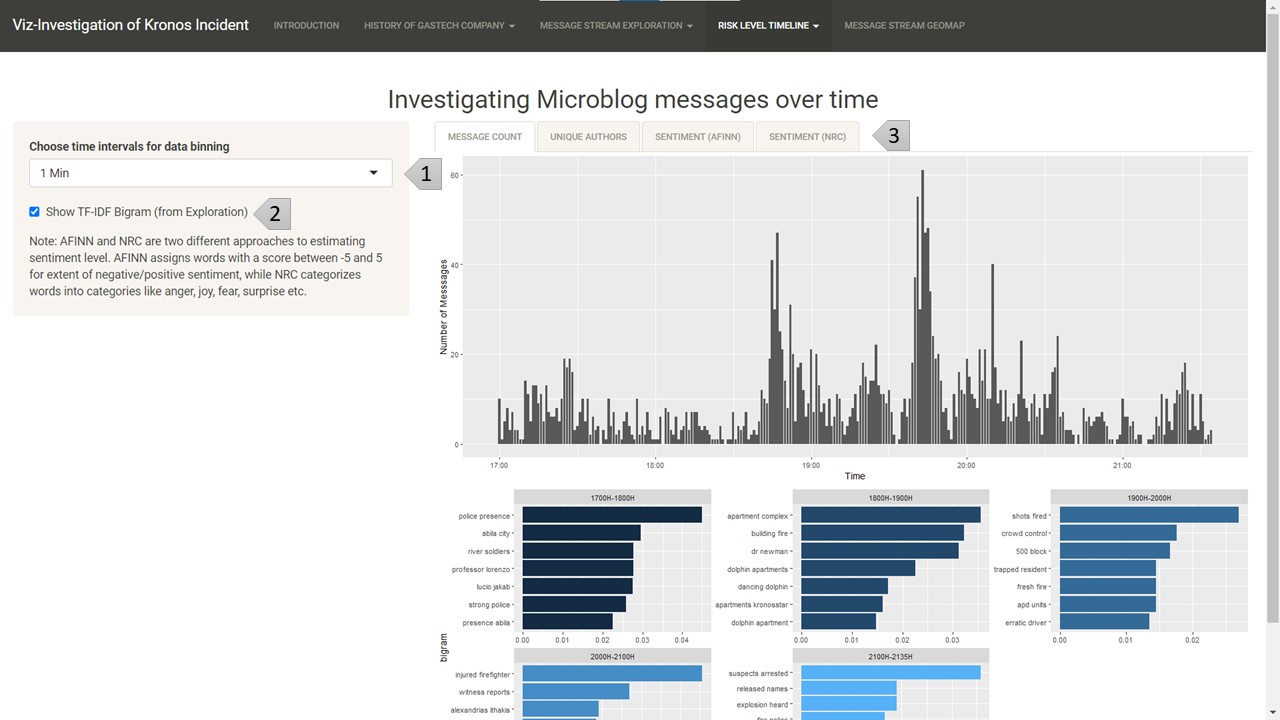 Viz-Investigation of Kronos Incident
INTRODUCTION
HISTORY OF GASTECH COMPANY
MESSAGE STREAM EXPLORATION
RISK LEVEL TIMELINE
MESSAGE STREAM GEOMAP
Investigating Microblog messages over time
Choose time intervals for data binning
1 Min
1
Show TF-IDF Bigram (from Exploration)
2
Note: AFINN and NRC are two different approaches to estimating
sentiment level. AFINN assigns words with a score between -5 and 5
for extent of negative/positive sentiment, while NRC categorizes
words into categories like anger, joy, fear, surprise etc.
MESSAGE COUNT
UNIQUE AUTHORS
SENTIMENT (AFINN)
SENTIMENT (NRC)
3
Number of Messsages
60
40
20
0
17:00
18:00
19:00
20:00
21:00
Time
bigram
1700H-1800H
police presence
abila city
river soldiers
professor lorenzo
lucio jakab
strong police
presence abila
0.00
0.01
0.02
0.03
0.04
1800H-1900H
apartment complex
building fire
dr newman
dolphin apartments
dancing dolphin
apartments kronosstar
dolphin apartment
0.00
0.01
0.02
0.03
1900H-2000H
shots fired
crowd control
500 block
trapped resident
fresh fire
apd units
erratic driver
0.00
0.01
0.02
2000H-2100H
injured firefighter
witness reports
alexandrias ithakis
2100H-2135H
suspects arrested
released names
explosion heard